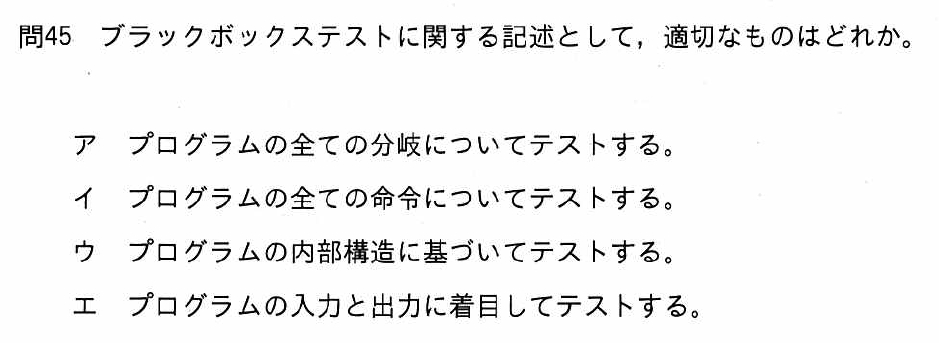 問45　ブラックボックステストに関する記述として，適切なものはどれか。
ア　プログラムの全ての分岐についてテストする。
イ　プログラムの全ての命令についてテストする。
ウ　プログラムの内部構造に基づいてテストする。
エ　プログラムの入力と出力に着目してテストする。